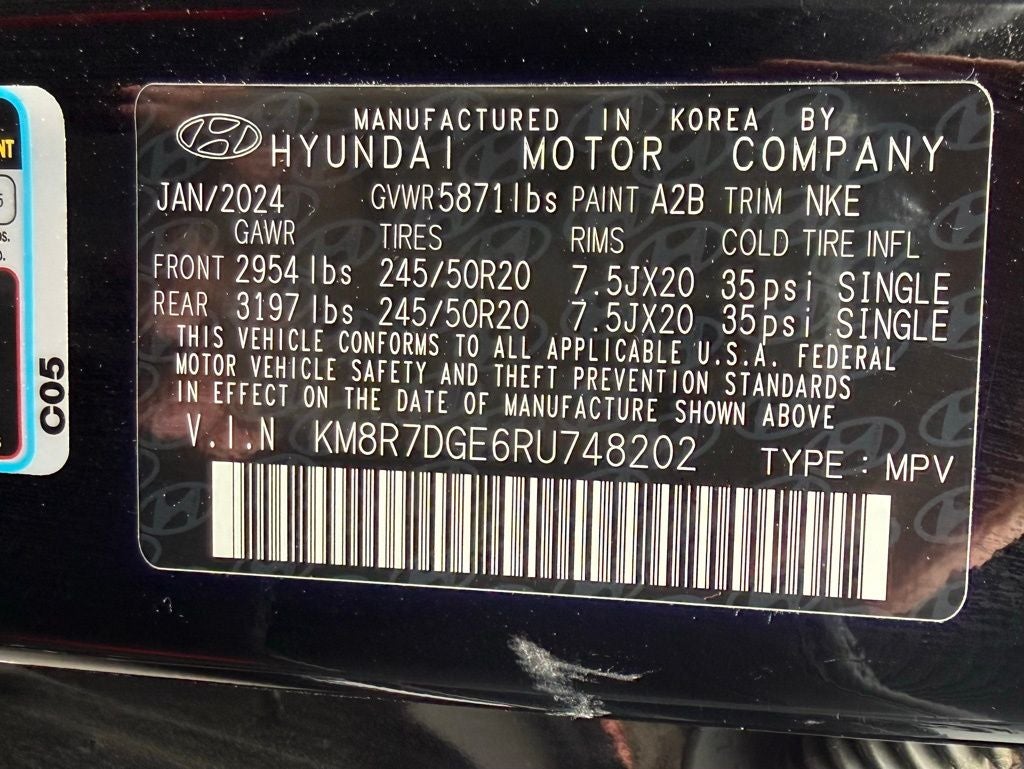 MANUFACTURED IN KOREA BY
HYUNDAI MOTOR COMPANY
JAN/2024 GVWR 5871 lbs PAINT A2B TRIM NKE
GAWR TIRES RIMS COLD TIRE INFL
FRONT 2954 lbs 245/50R20 7.5JX20 35psi SINGLE
REAR 3197 lbs 245/50R20 7.5JX20 35psi SINGLE
THIS VEHICLE CONFORMS TO ALL APPLICABLE U.S.A. FEDERAL
MOTOR VEHICLE SAFETY AND THEFT PREVENTION STANDARDS
IN EFFECT ON THE DATE OF MANUFACTURE SHOWN ABOVE
V.I.N KM8R7DGE6RU748202 TYPE : MPV
C05